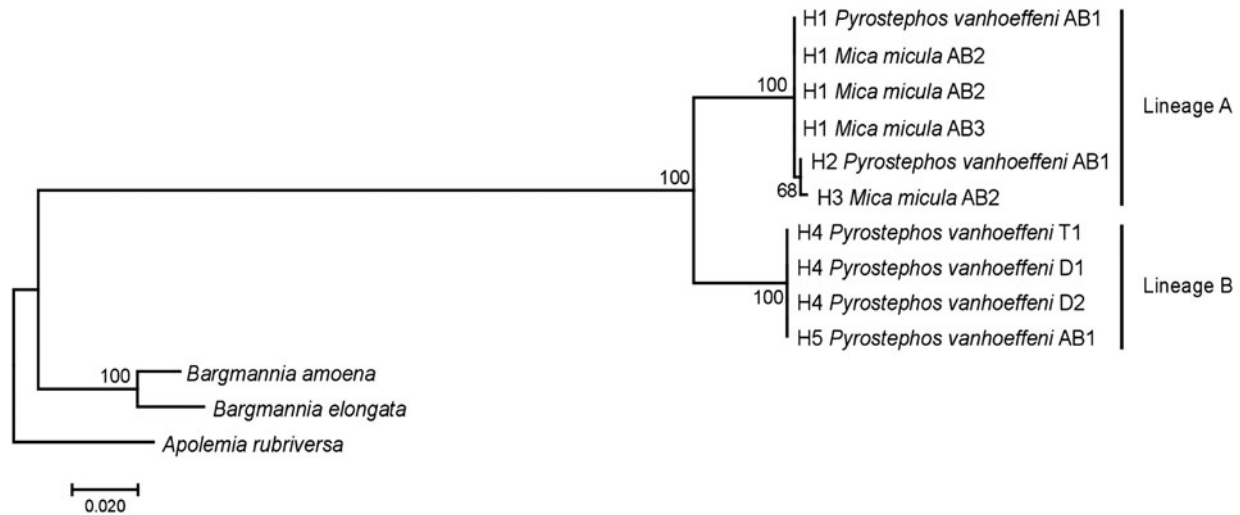 H1 Pyrostephos vanhoeffeni AB1
H1 Mica micula AB2
100
H1 Mica micula AB2
Lineage A
H1 Mica micula AB3
H2 Pyrostephos vanhoeffeni AB1
100
68
H3 Mica micula AB2
H4 Pyrostephos vanhoeffeni T1
H4 Pyrostephos vanhoeffeni D1
Lineage B
100
H4 Pyrostephos vanhoeffeni D2
H5 Pyrostephos vanhoeffeni AB1
100
Bargmannia amoena
Bargmannia elongata
Apolemia rubriversa
0.020